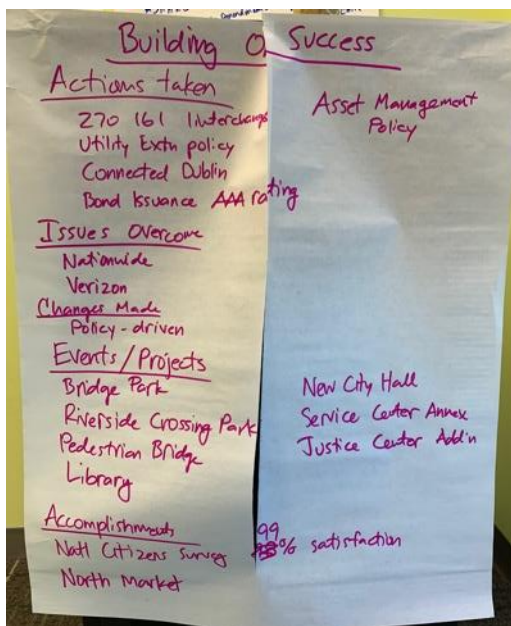 Building On Success
Actions taken
270 161 Interchange
Utility Extn policy
Connected Dublin
Bond Issuance AAA rating
Asset Management
Policy
Issues Overcome
Nationwide
Verizon
Changes Made
Policy-driven
Events/Projects
Bridge Park
Riverside Crossing Park
Pedestrian Bridge
Library
New City Hall
Service Center Annex
Justice Center Add'n
Accomplishments
Natl Citizens Survey 99% satisfaction
North Market